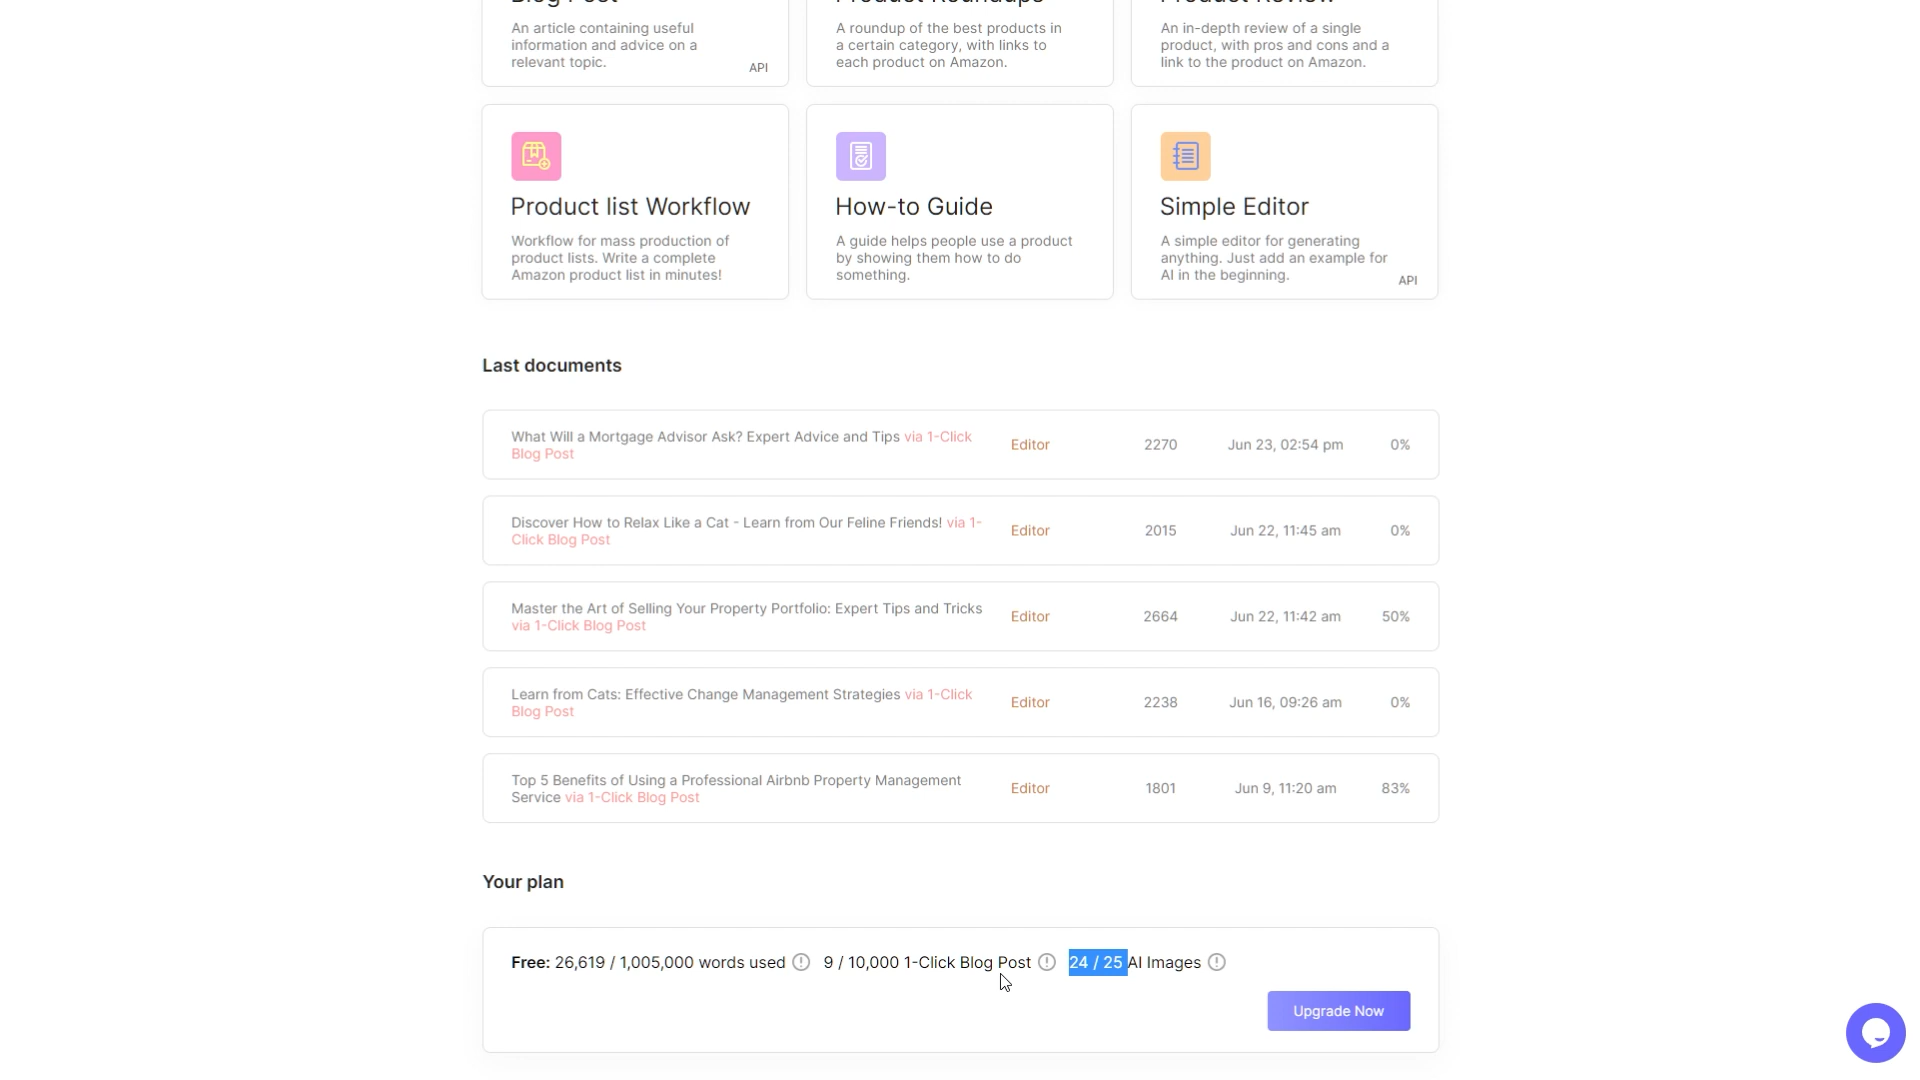 Blog Post
Product Roundups
Product Review
An article containing useful
information and advice on a
relevant topic.
API
A roundup of the best products in
a certain category, with links to
each product on Amazon.
An in-depth review of a single
product, with pros and cons and a
link to the product on Amazon.
Product list Workflow
Workflow for mass production of
product lists. Write a complete
Amazon product list in minutes!
How-to Guide
A guide helps people use a product
by showing them how to do
something.
Simple Editor
A simple editor for generating
anything. Just add an example for
AI in the beginning.
API
Last documents
What Will a Mortgage Advisor Ask? Expert Advice and Tips via 1-Click
Blog Post
Editor
2270
Jun 23, 02:54 pm
0%
Discover How to Relax Like a Cat - Learn from Our Feline Friends! via 1-
Click Blog Post
Editor
2015
Jun 22, 11:45 am
0%
Master the Art of Selling Your Property Portfolio: Expert Tips and Tricks
via 1-Click Blog Post
Editor
2664
Jun 22, 11:42 am
50%
Learn from Cats: Effective Change Management Strategies via 1-Click
Blog Post
Editor
2238
Jun 16, 09:26 am
0%
Top 5 Benefits of Using a Professional Airbnb Property Management
Service via 1-Click Blog Post
Editor
1801
Jun 9, 11:20 am
83%
Your plan
Free: 26,619 / 1,005,000 words used 9 / 10,000 1-Click Blog Post 24 / 25 AI Images
Upgrade Now